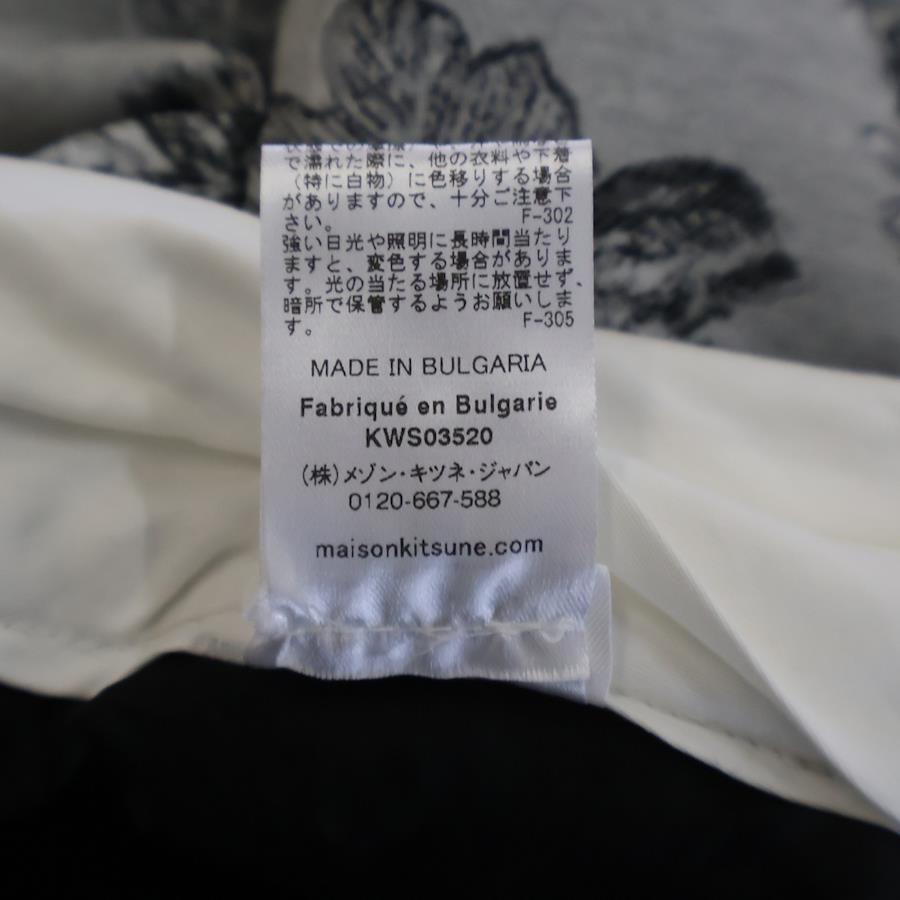 で濡れた際に、他の衣料や下着
（特に白物）に色移りする場合
がありますので、十分ご注意下
さい。 F-302
強い日光や照明に長時間当たり
ますと、変色する場合がありま
す。光の当たる場所に放置せず、
暗所で保管するようお願いしま
す。 F-305
MADE IN BULGARIA
Fabriqué en Bulgarie
KWS03520
（株）メゾン・キツネ・ジャパン
0120-667-588
maisonkitsune.com